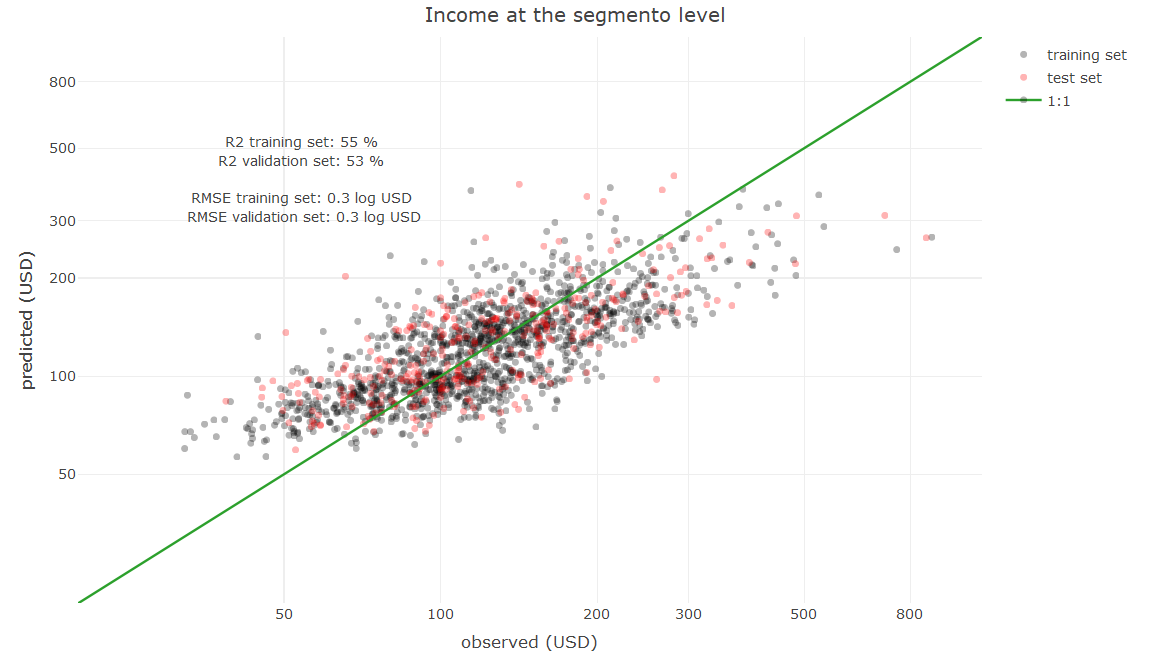 Income at the segmento level
training set
test set
1:1
R2 training set: 55 %
R2 validation set: 53 %
RMSE training set: 0.3 log USD
RMSE validation set: 0.3 log USD
predicted (USD)
800
500
300
200
100
50
50
100
200
300
500
800
observed (USD)